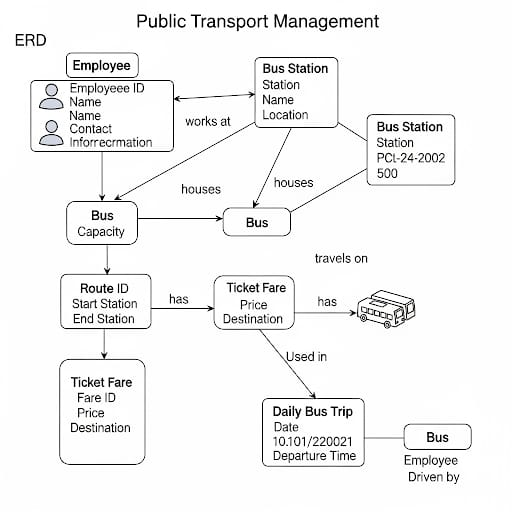 Public Transport Management
ERD
Employee
Employeee ID
Name
Name
Contact
Inforrecrmation
works at
Bus Station
Station
Name
Location
Bus Station
Station
PCŀ-24-2002
500
houses
houses
Bus
Capacity
Bus
travels on
Route ID
Start Station
End Station
has
Ticket Fare
Price
Destination
has
Used in
Ticket Fare
Fare ID
Price
Destination
Daily Bus Trip
Date
10.101/220021
Departure Time
Bus
Employee
Driven by